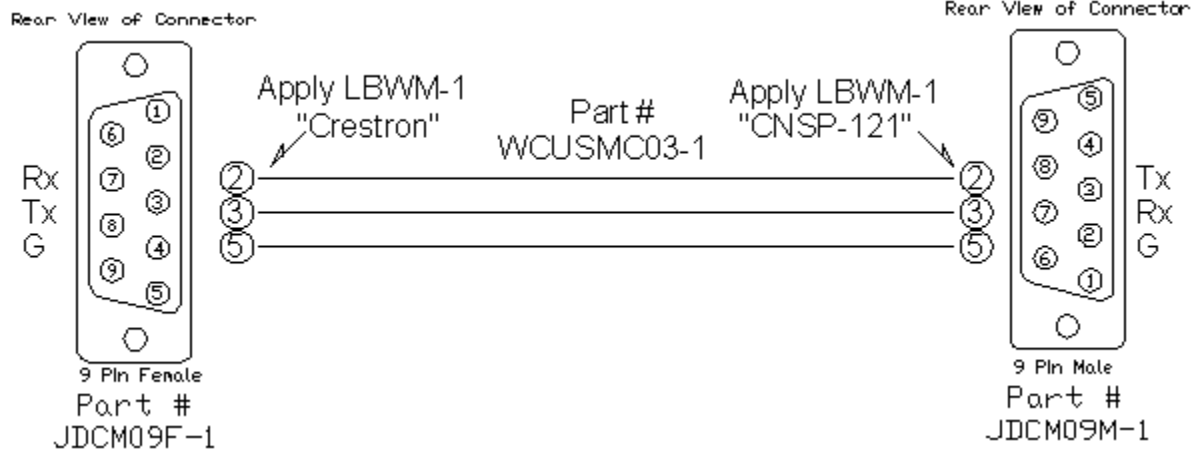 Rear View of Connector
1
6
2
7
3
8
4
9
5
9 Pin Female
Part #
JDCM09F-1
Rx
Tx
G
Apply LBWM-1
"Crestron"
2
3
5
Part #
WCUSMC03-1
Apply LBWM-1
"CNSP-121"
2
3
5
Rear View of Connector
5
9
4
8
3
7
2
6
1
Tx
Rx
G
9 Pin Male
Part #
JDCM09M-1